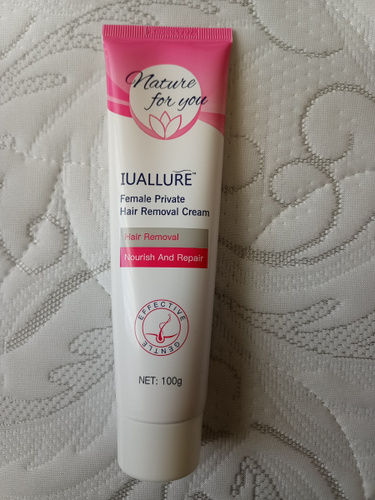 Nature
for you
IUALLURE™
Female Private
Hair Removal Cream
Hair Removal
Nourish And Repair
EFFECTIVE
GENTLE
NET: 100g